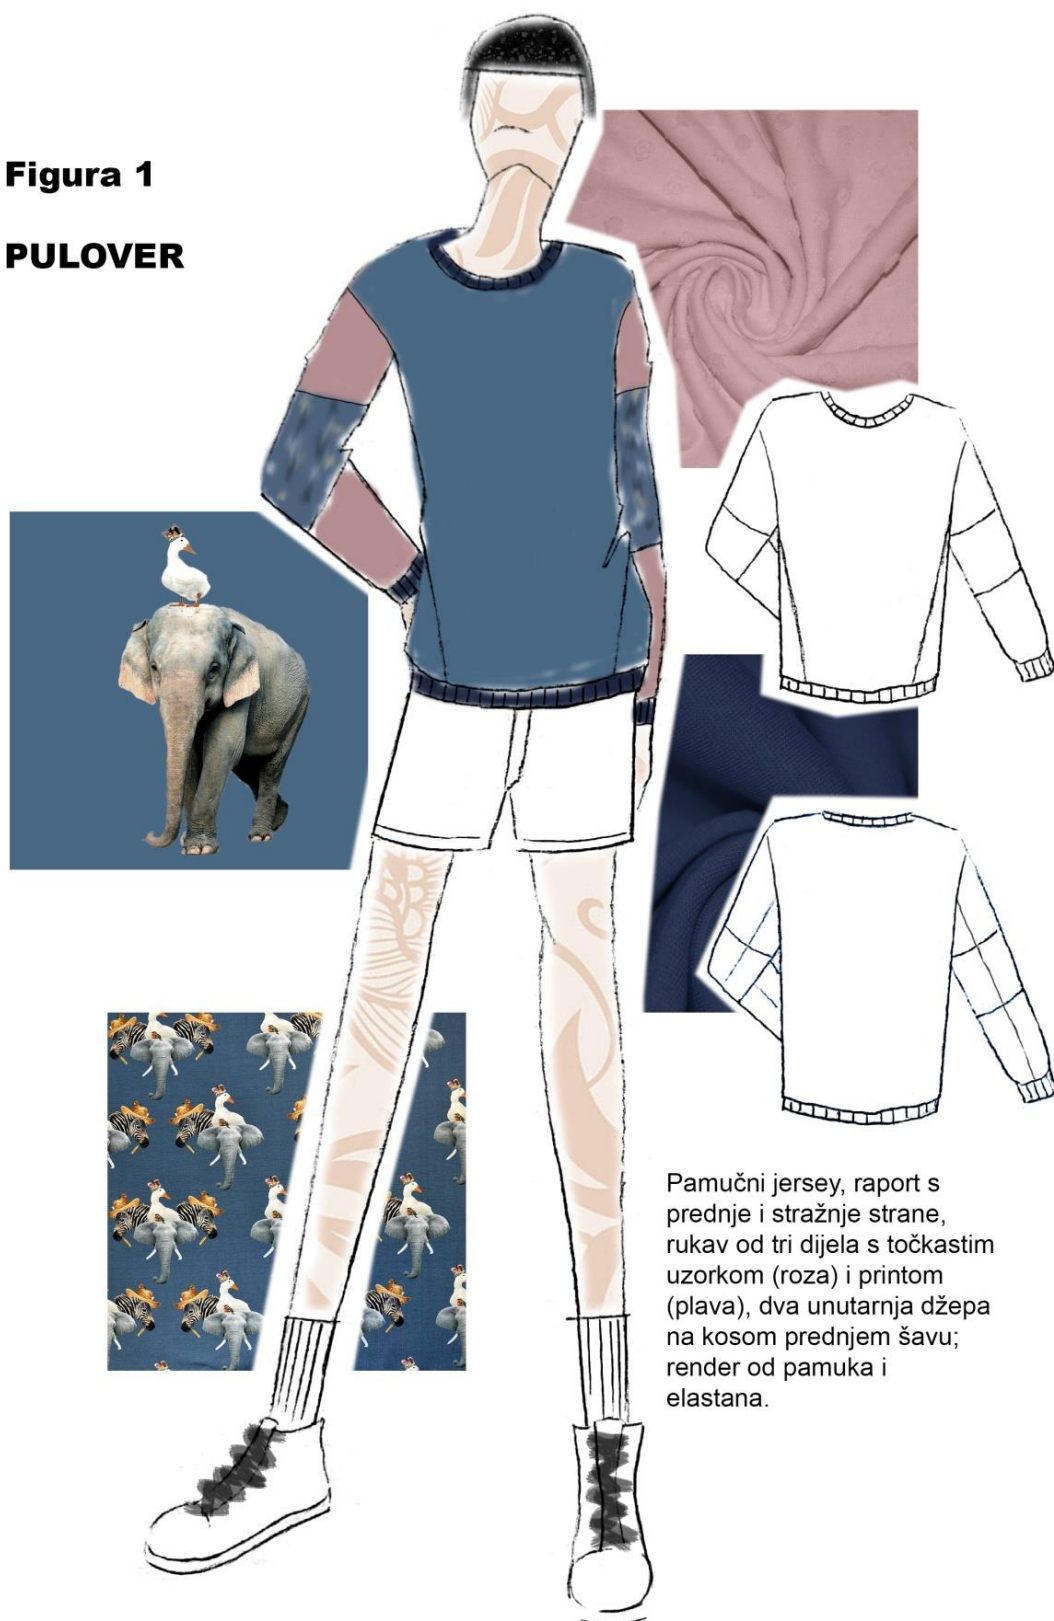 Figura 1
PULOVER
Pamučni jersey, raport s
prednje i stražnje strane,
rukav od tri dijela s točkastim
uzorkom (roza) i printom
(plava), dva unutarnja džepa
na kosom prednjem šavu;
render od pamuka i
elastana.